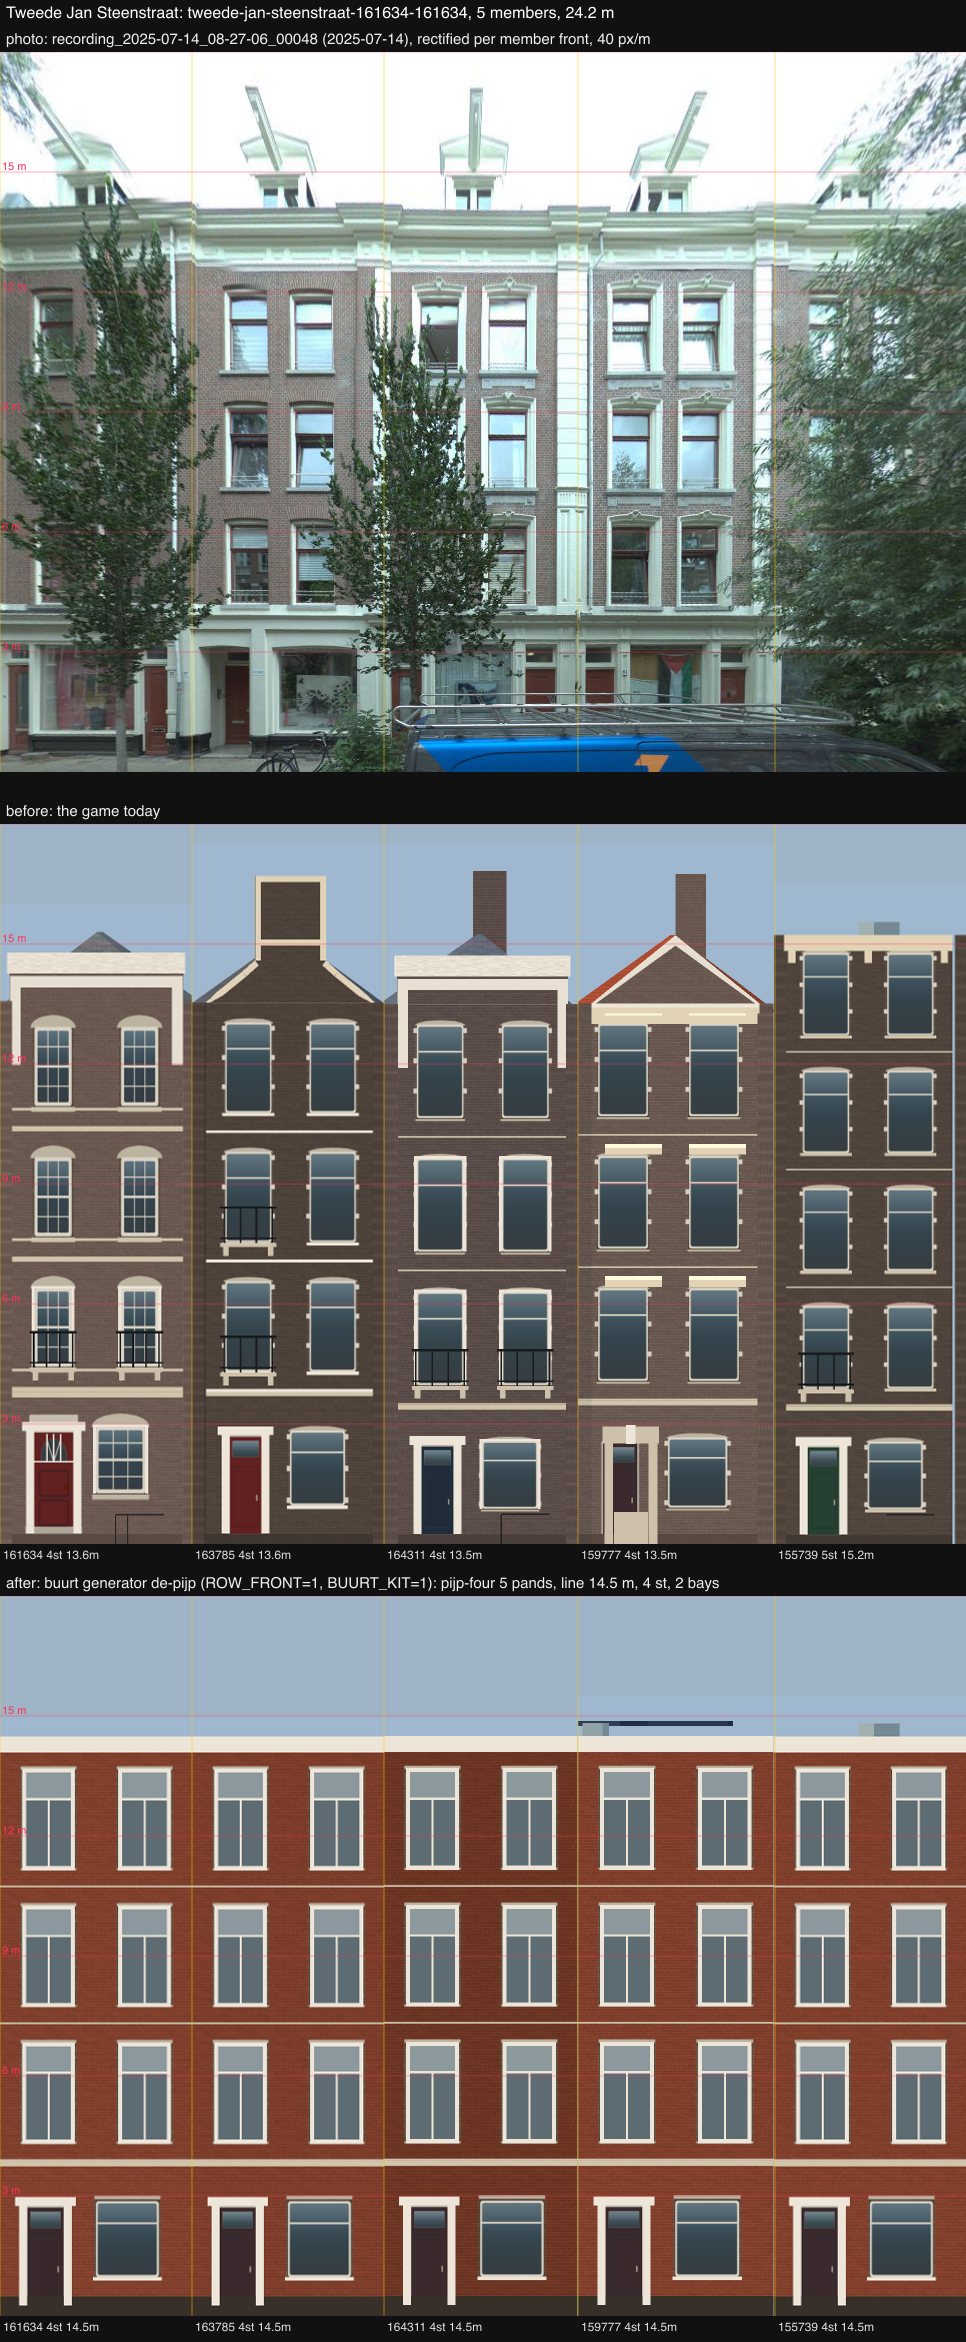 Tweede Jan Steenstraat: tweede-jan-steenstraat-161634-161634, 5 members, 24.2 m
photo: recording_2025-07-14_08-27-06_00048 (2025-07-14), rectified per member front, 40 px/m
15 m
12 m
9 m
6 m
3 m
before: the game today
15 m
12 m
9 m
6 m
3 m
161634 4st 13.6m
163785 4st 13.6m
164311 4st 13.5m
159777 4st 13.5m
155739 5st 15.2m
after: buurt generator de-pijp (ROW_FRONT=1, BUURT_KIT=1): pijp-four 5 pands, line 14.5 m, 4 st, 2 bays
15 m
12 m
9 m
6 m
3 m
161634 4st 14.5m
163785 4st 14.5m
164311 4st 14.5m
159777 4st 14.5m
155739 4st 14.5m